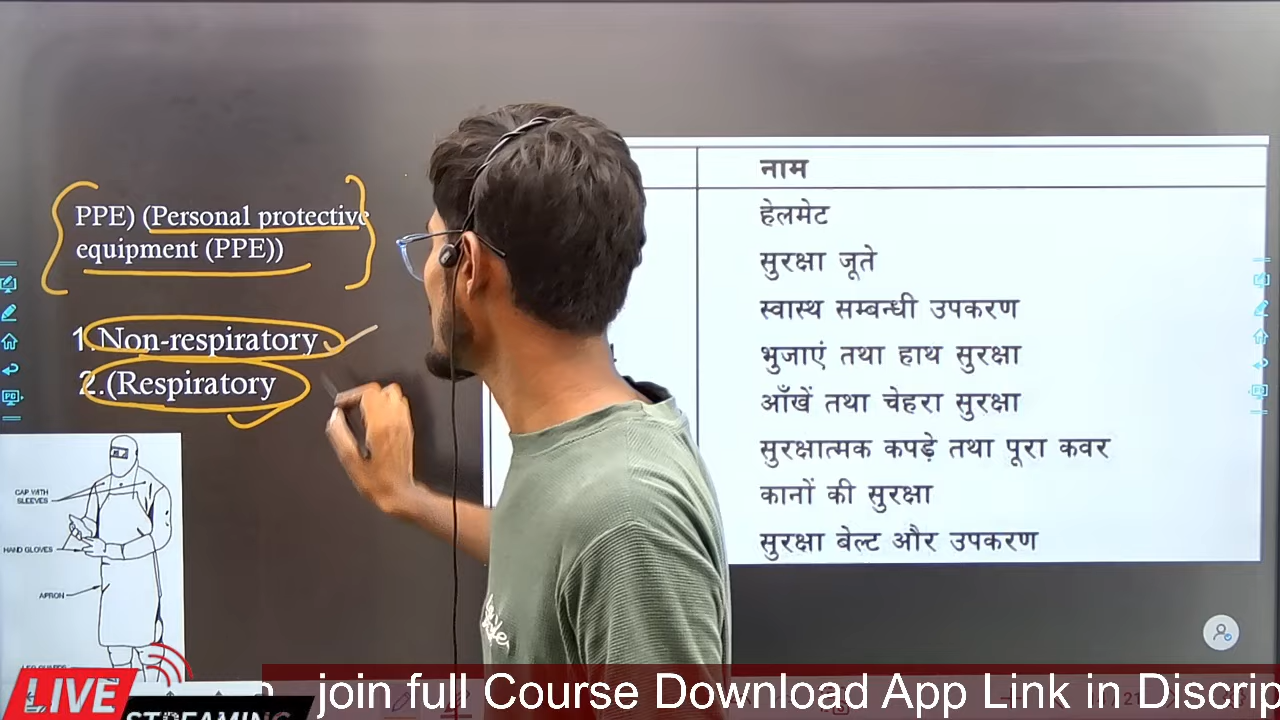 PPE) (Personal protective
equipment (PPE))
1. Non-respiratory
2.(Respiratory
CAP WITH
SLEEVES
HAND GLOVES
APRON
नाम
हेलमेट
सुरक्षा जूते
स्वास्थ सम्बन्धी उपकरण
भुजाएं तथा हाथ सुरक्षा
आँखें तथा चेहरा सुरक्षा
सुरक्षात्मक कपड़े तथा पूरा कवर
कानों की सुरक्षा
सुरक्षा बेल्ट और उपकरण
LIVE
STREAMING
join full Course Download App Link in Discrip